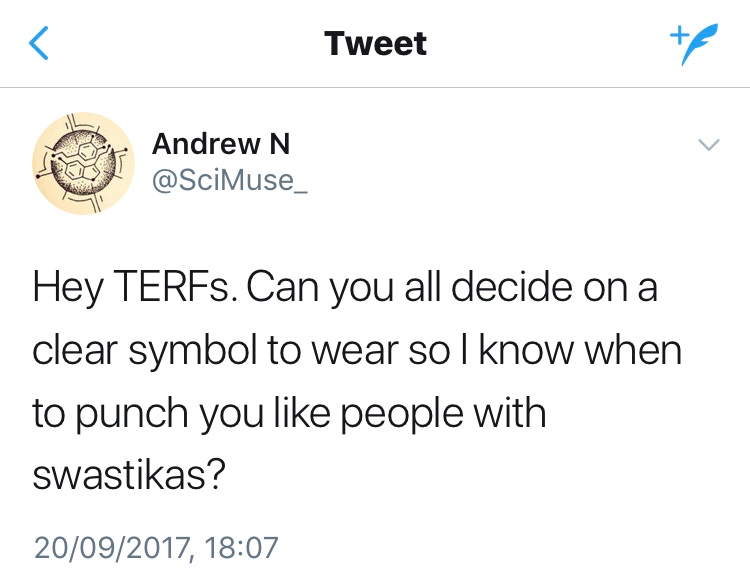 Tweet
Andrew N
@SciMuse_
Hey TERFs. Can you all decide on a
clear symbol to wear so I know when
to punch you like people with
swastikas?
20/09/2017, 18:07